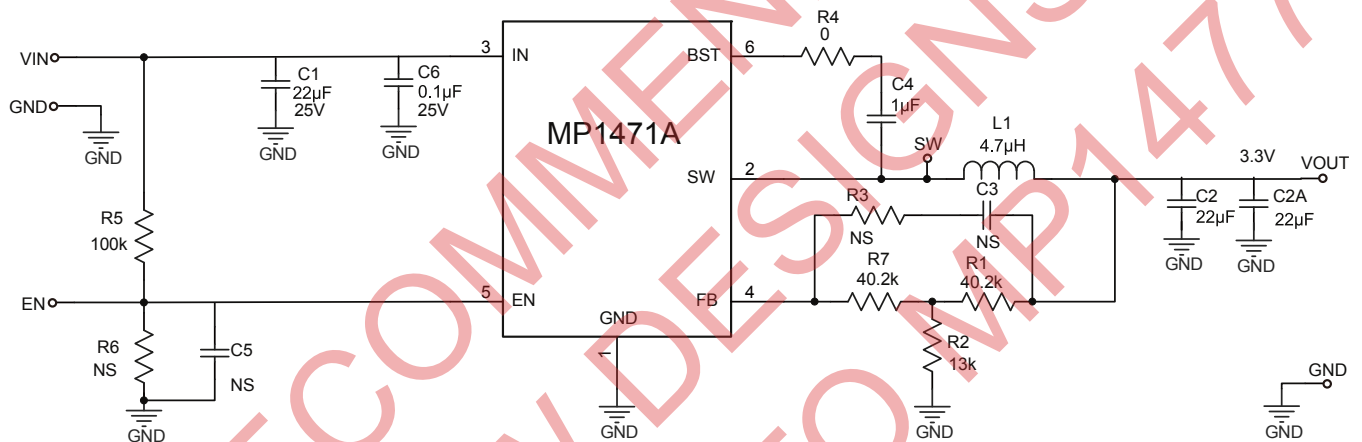 VIN
GND
GND
C1
22µF
25V
GND
C6
0.1µF
25V
GND
3
IN
MP1471A
BST
6
R4
0
C4
1µF
SW
2
SW
L1
4.7µH
3.3V
VOUT
C2
22µF
GND
C2A
22µF
GND
R3
NS
C3
NS
R7
40.2k
R1
40.2k
R5
100k
EN
5
EN
FB
4
GND
1
GND
R6
NS
C5
NS
GND
R2
13k
GND
GND
GND
MP147